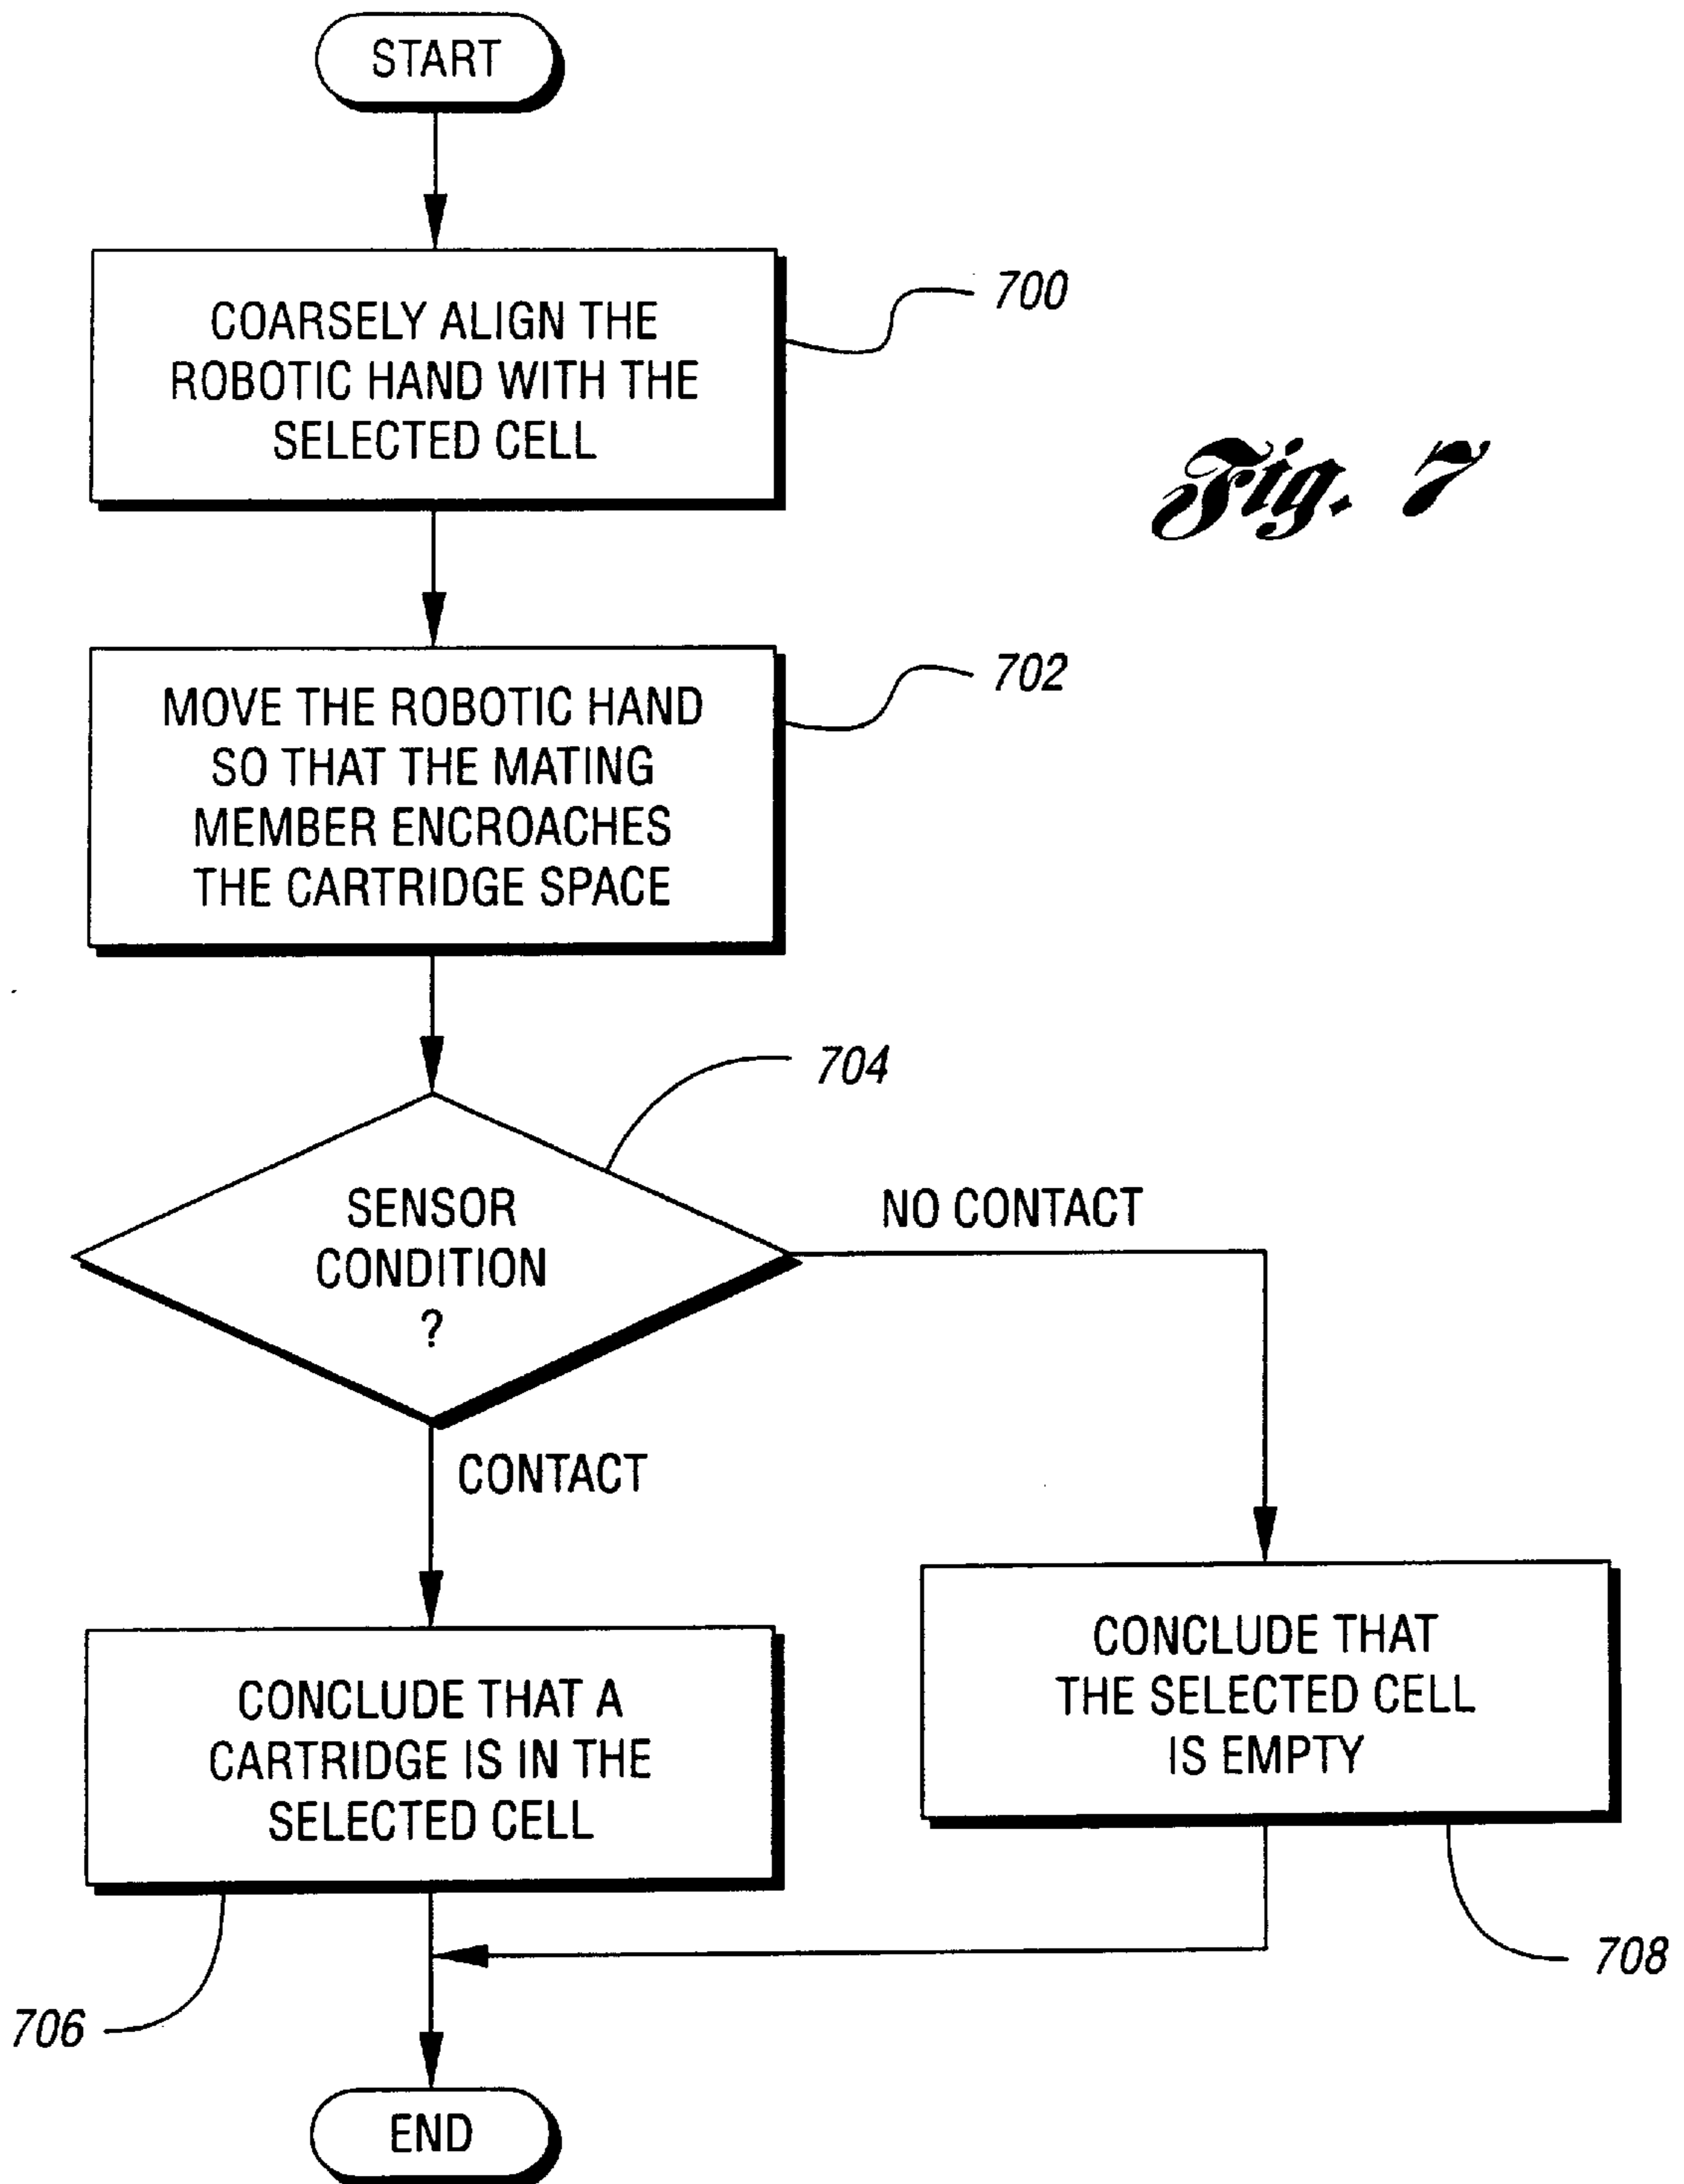 START
COARSELY ALIGN THE
ROBOTIC HAND WITH THE
SELECTED CELL
700
Fig. 7
MOVE THE ROBOTIC HAND
SO THAT THE MATING
MEMBER ENCROACHES
THE CARTRIDGE SPACE
702
704
SENSOR
CONDITION
?
NO CONTACT
CONTACT
CONCLUDE THAT A
CARTRIDGE IS IN THE
SELECTED CELL
CONCLUDE THAT
THE SELECTED CELL
IS EMPTY
706
708
END